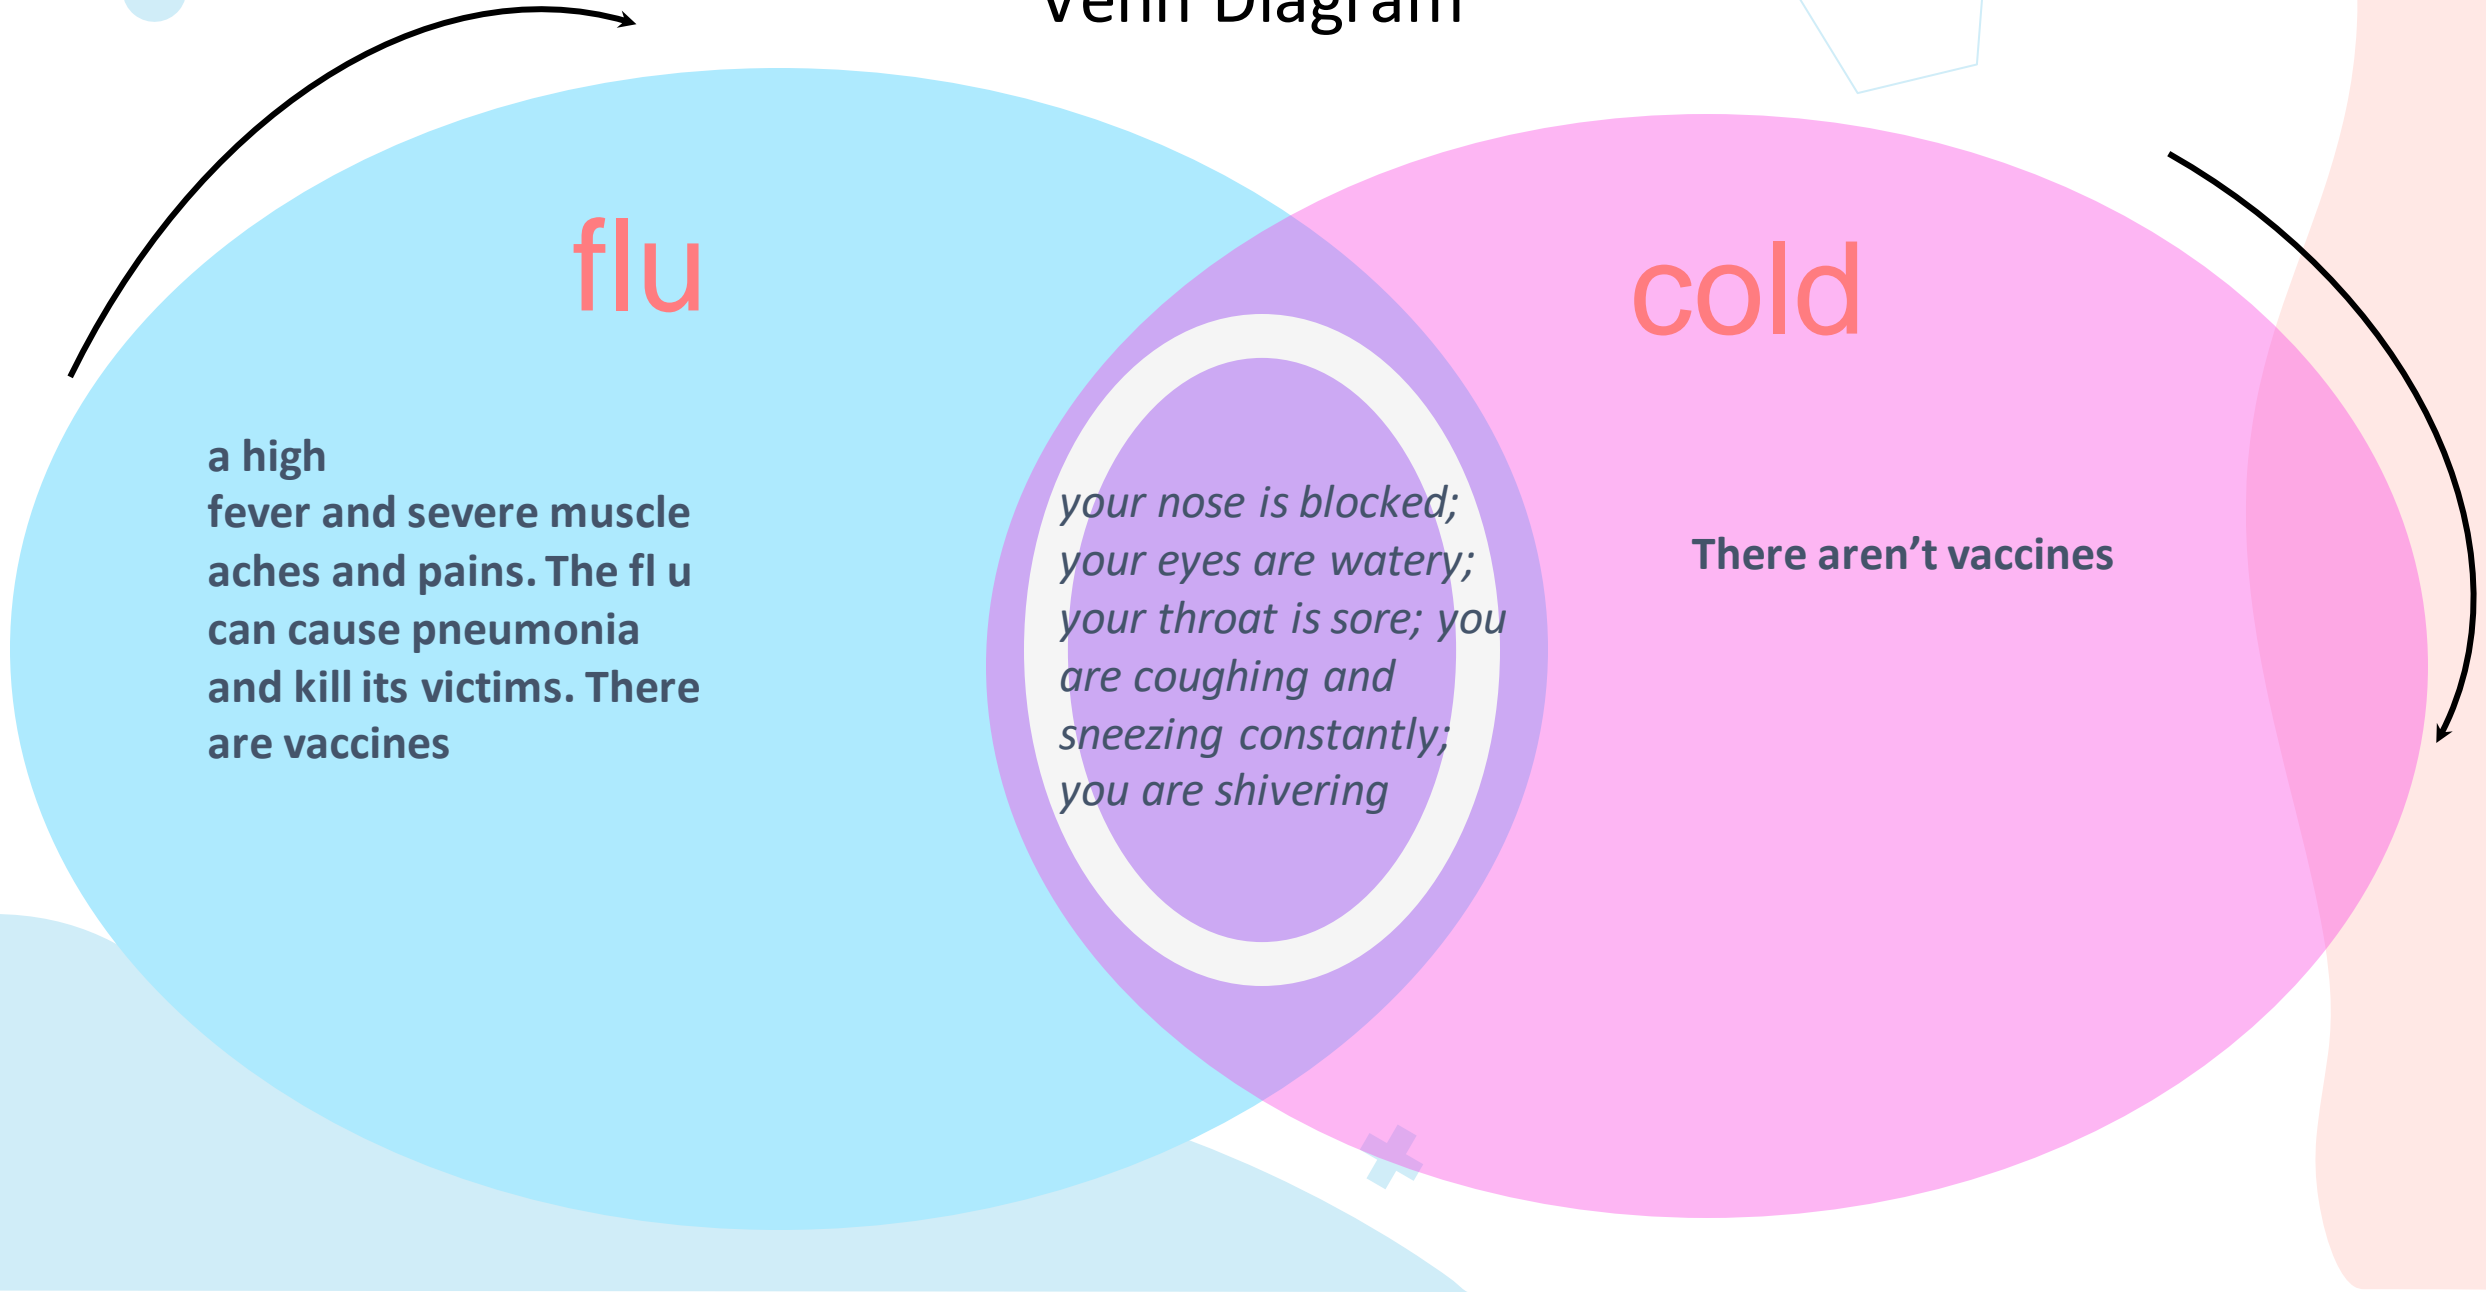 Venn Diagram
flu
cold
a high
fever and severe muscle
aches and pains. The fl u
can cause pneumonia
and kill its victims. There
are vaccines
your nose is blocked;
your eyes are watery;
your throat is sore; you
are coughing and
sneezing constantly;
you are shivering
There aren’t vaccines